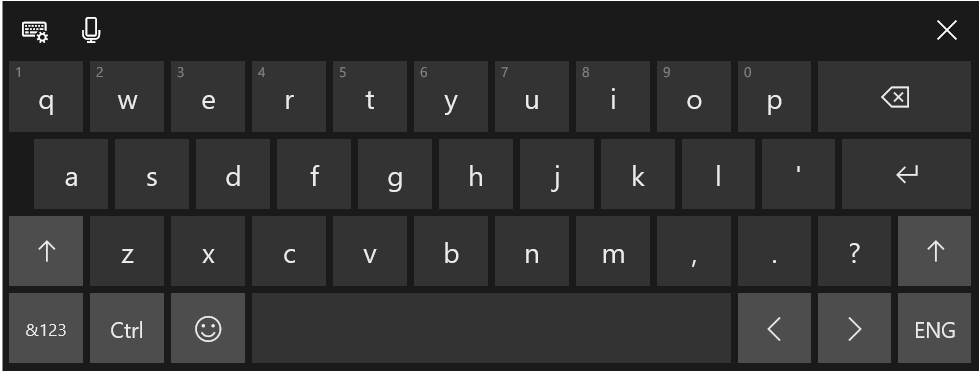 1 2 3 4 5 6 7 8 9 0
q w e r t y u i o p
a s d f g h j k l '
z x c v b n m , . ?
&123 Ctrl ENG